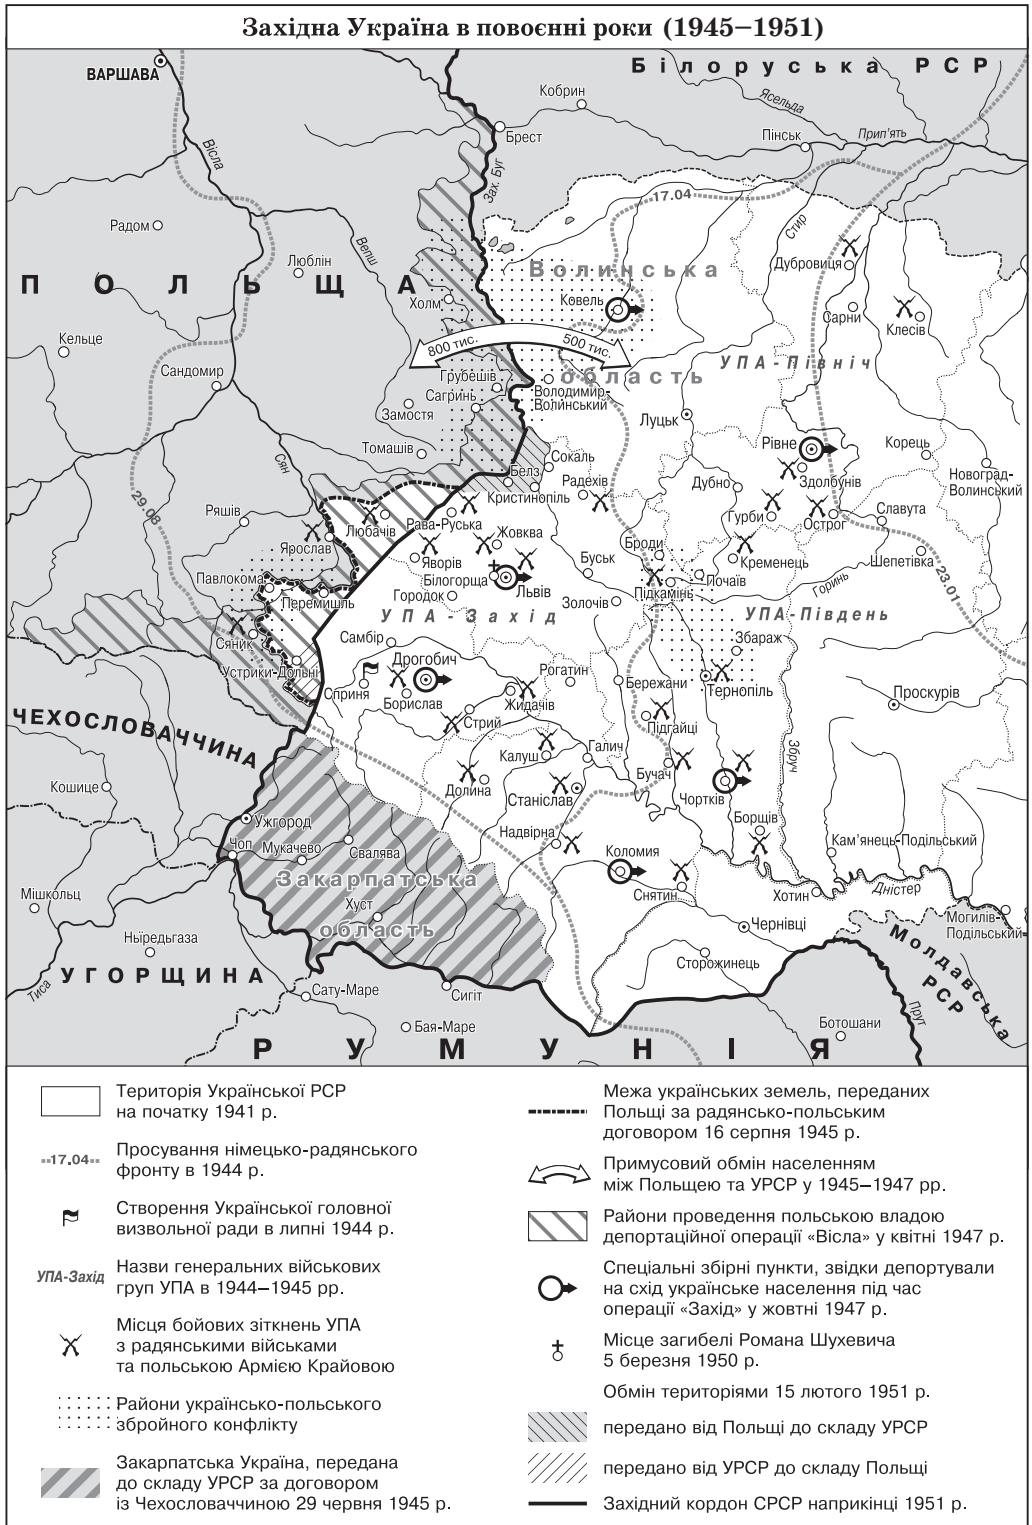 Західна Україна в повоєнні роки (1945–1951)
ВАРШАВА
Білоруська РСР
Кобрин
Ясельда
Брест
Пінськ
Прип'ять
Вісла
Зах. Буг
17.04
Стир
Радом
Вепш
Люблін
ПОЛЬЩА
Холм
Волинська
область
Ковель
Дубровиця
Сарни
Клесів
Кельце
800 тис.
500 тис.
УПА-Північ
Сандомир
Грубешів
Сагринь
Замостя
Володимир-
Волинський
Луцьк
Томашів
Рівне
Корець
Сян
Сокаль
Белз
Кристинопіль
Радехів
Здолбунів
Новоград-
Волинський
29.08
Дубно
Ряшів
Любачів
Рава-Руська
Гурби
Острог
Славута
Ярослав
Жовква
Броди
Яворів
Буськ
Кременець
Шепетівка
Павлокома
Білогорща
Львів
Підкамінь
Почаїв
Горинь
23.01
Перемишль
Городок
Золочів
УПА-Захід
УПА-Південь
Сянік
Самбір
Збараж
Устрики-Дольні
Дрогобич
Рогатин
Бережани
Тернопіль
Сприня
Борислав
Жидачів
Проскурів
ЧЕХОСЛОВАЧЧИНА
Стрий
Підгайці
Калуш
Галич
Збруч
Кошице
Долина
Станіслав
Бучач
Чортків
Ужгород
Надвірна
Борщів
Чоп
Мукачево
Свалява
Коломия
Кам'янець-Подільський
Закарпатська
область
Мішкольц
Снятин
Хотин
Дністер
Хуст
Чернівці
Могилів-
Подільський
Ньїредьгаза
Молдавська
РСР
УГОРЩИНА
Сторожинець
Тиса
Сату-Маре
Сигіт
Прут
Бая-Маре
Ботошани
РУМУНІЯ
Територія Української РСР
на початку 1941 р.
17.04
Просування німецько-радянського
фронту в 1944 р.
Створення Української головної
визвольної ради в липні 1944 р.
УПА-Захід
Назви генеральних військових
груп УПА в 1944–1945 рр.
Місця бойових зіткнень УПА
з радянськими військами
та польською Армією Крайовою
Райони українсько-польського
збройного конфлікту
Закарпатська Україна, передана
до складу УРСР за договором
із Чехословаччиною 29 червня 1945 р.
Межа українських земель, переданих
Польщі за радянсько-польським
договором 16 серпня 1945 р.
Примусовий обмін населенням
між Польщею та УРСР у 1945–1947 рр.
Райони проведення польською владою
депортаційної операції «Вісла» у квітні 1947 р.
Спеціальні збірні пункти, звідки депортували
на схід українське населення під час
операції «Захід» у жовтні 1947 р.
Місце загибелі Романа Шухевича
5 березня 1950 р.
Обмін територіями 15 лютого 1951 р.
передано від Польщі до складу УРСР
передано від УРСР до складу Польщі
Західний кордон СРСР наприкінці 1951 р.